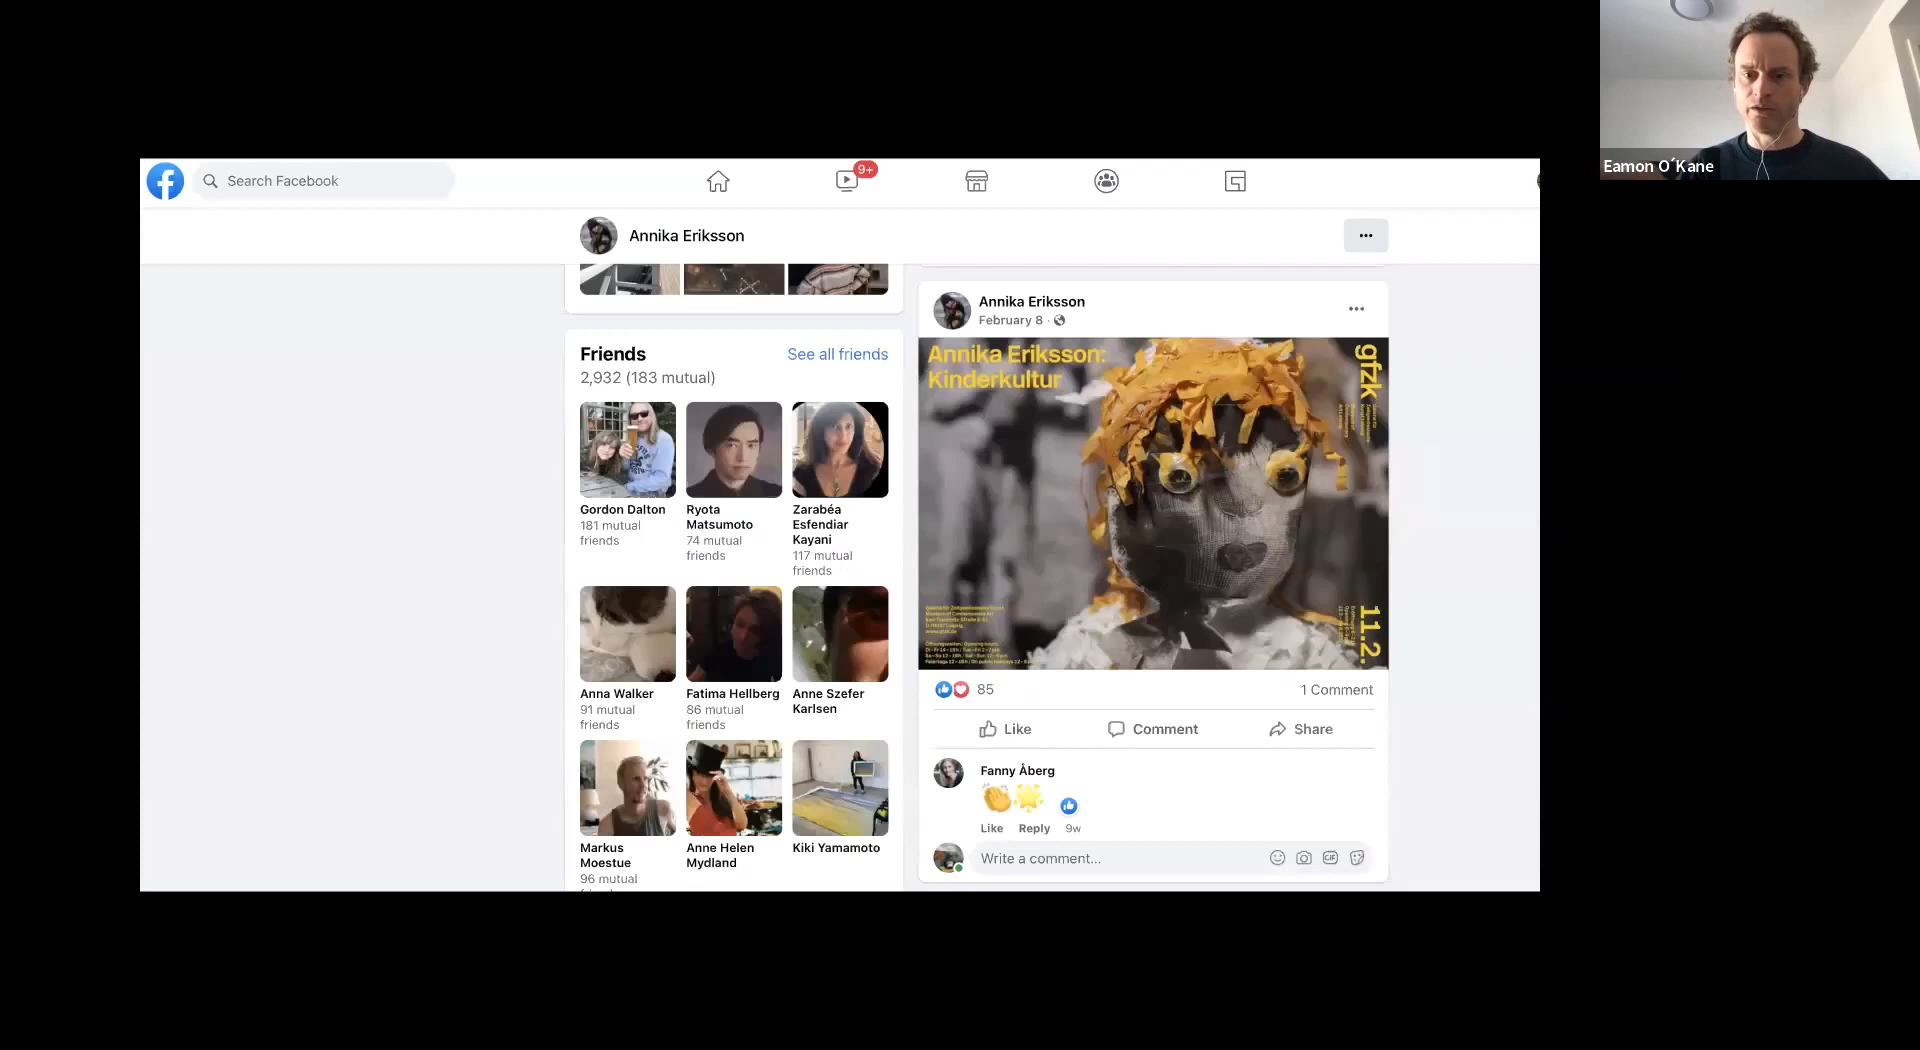 Eamon O´Kane
Search Facebook
9+
Annika Eriksson
Friends
See all friends
2,932 (183 mutual)
Gordon Dalton
181 mutual
friends
Ryota
Matsumoto
74 mutual
friends
Zarabéa
Esfendiar
Kayani
117 mutual
friends
Anna Walker
91 mutual
friends
Fatima Hellberg
86 mutual
friends
Anne Szefer
Karlsen
Markus
Moestue
96 mutual
Anne Helen
Mydland
Kiki Yamamoto
Annika Eriksson
February 8 ·
Annika Eriksson:
Kinderkultur
gfzk
11.2.
85
1 Comment
Like
Comment
Share
Fanny Åberg
Like Reply 9w
Write a comment...
GIF